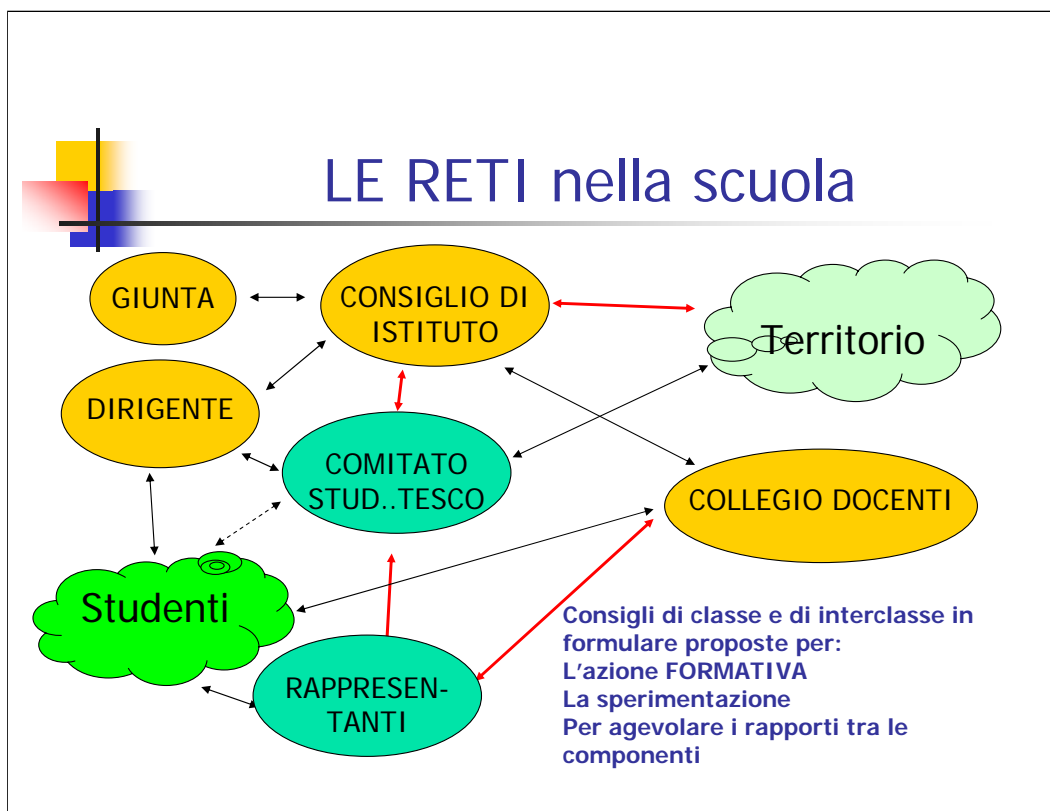 LE RETI nella scuola
GIUNTA
CONSIGLIO DI
ISTITUTO
Territorio
DIRIGENTE
COMITATO
STUD..TESCO
COLLEGIO DOCENTI
Studenti
RAPPRESEN-
TANTI
Consigli di classe e di interclasse in
formulare proposte per:
L'azione FORMATIVA
La sperimentazione
Per agevolare i rapporti tra le
componenti